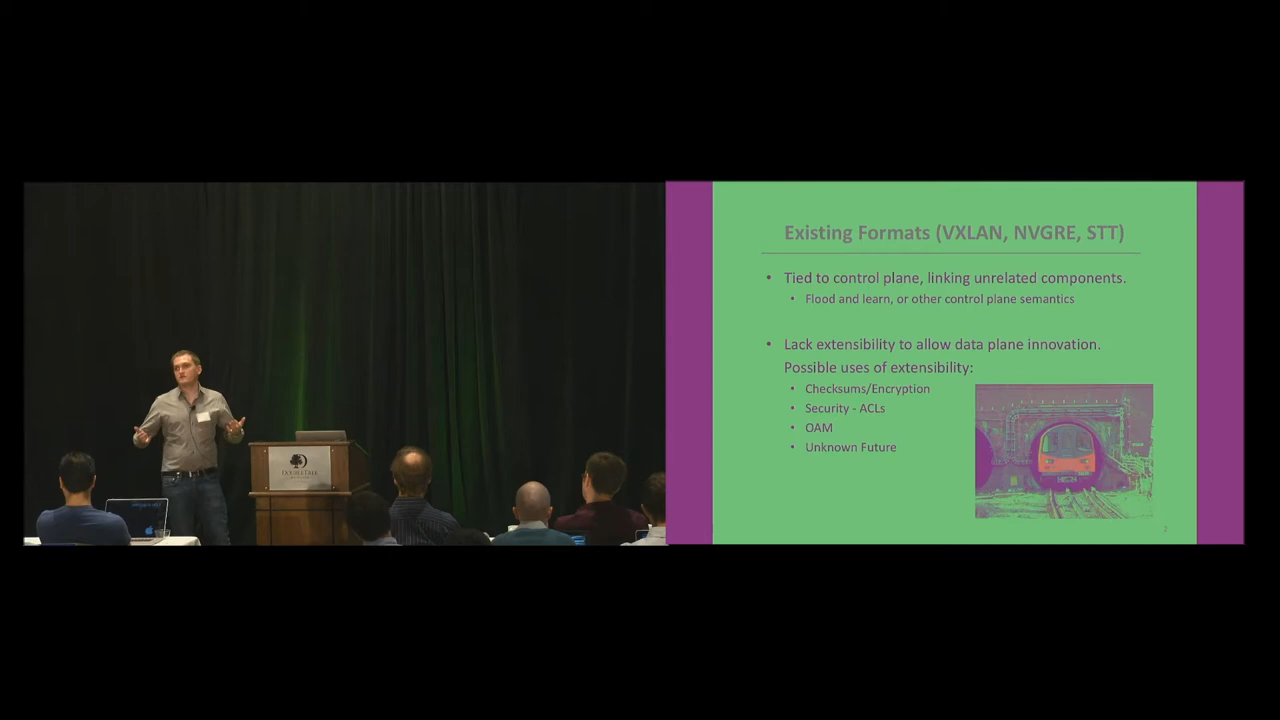 Existing Formats (VXLAN, NVGRE, STT)
• Tied to control plane, linking unrelated components.
• Flood and learn, or other control plane semantics
• Lack extensibility to allow data plane innovation.
Possible uses of extensibility:
• Checksums/Encryption
• Security - ACLs
• OAM
• Unknown Future
DOUBLETREE